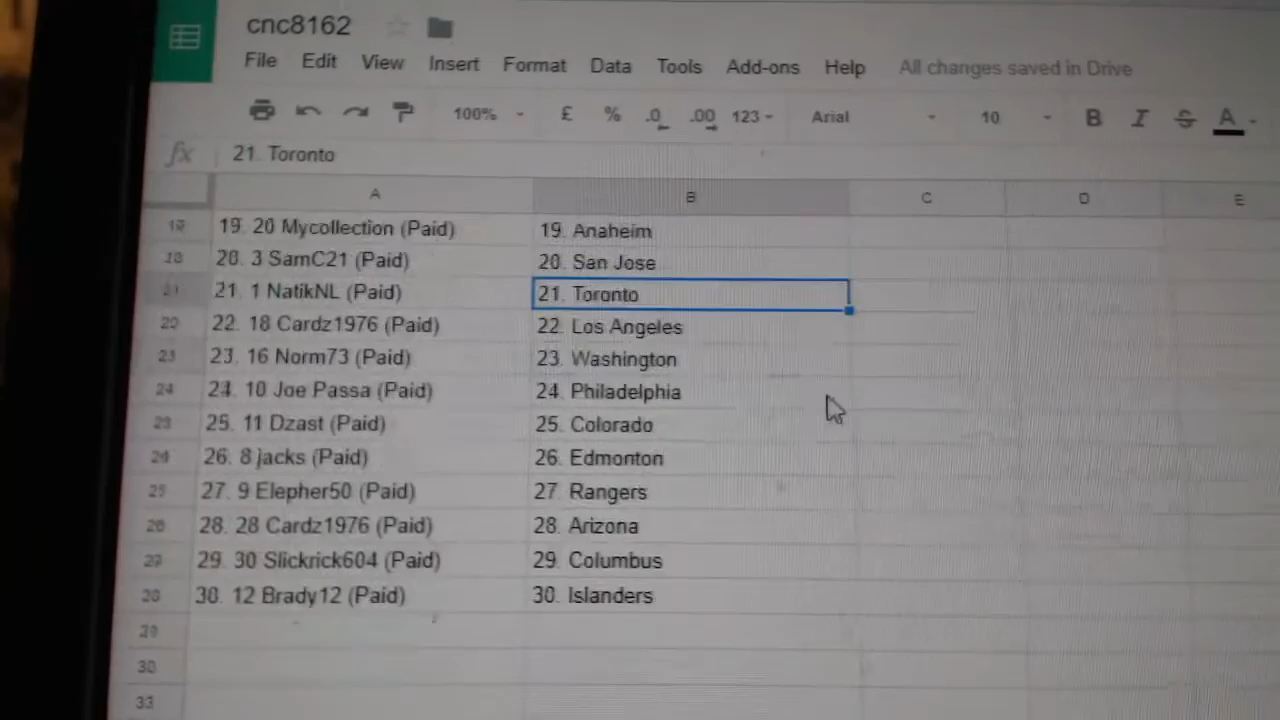 cnc8162
File Edit View Insert Format Data Tools Add-ons Help All changes saved in Drive
100% £ % .0 .00 123 Arial 10 B I S A
fx 21. Toronto
A B C D E
19. 20 Mycollection (Paid) 19. Anaheim
20. 3 SamC21 (Paid) 20. San Jose
21. 1 NatikNL (Paid) 21. Toronto
22. 18 Cardz1976 (Paid) 22. Los Angeles
23. 16 Norm73 (Paid) 23. Washington
24. 10 Joe Passa (Paid) 24. Philadelphia
25. 11 Dzast (Paid) 25. Colorado
26. 8 jacks (Paid) 26. Edmonton
27. 9 Elepher50 (Paid) 27. Rangers
28. 28 Cardz1976 (Paid) 28. Arizona
29. 30 Slickrick604 (Paid) 29. Columbus
30. 12 Brady12 (Paid) 30. Islanders
30
33